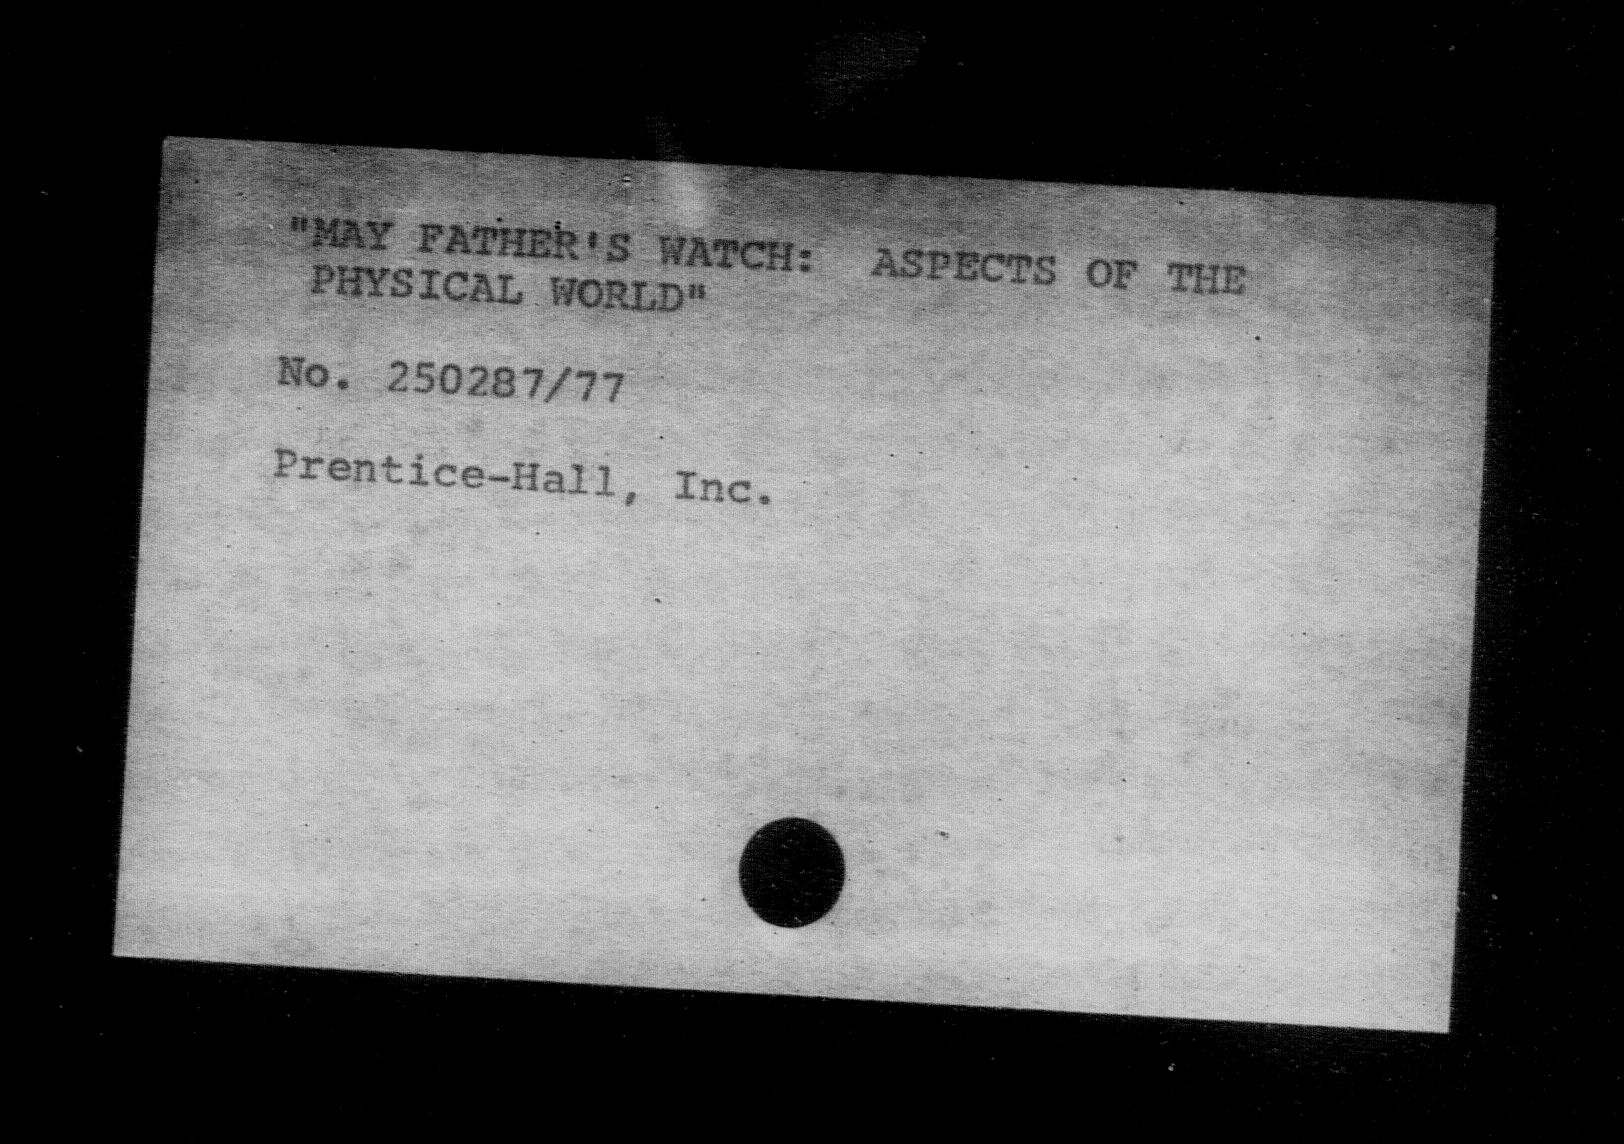 "MAY FATHER'S WATCH: ASPECTS OF THE
PHYSICAL WORLD"
No. 250287/77
Prentice-Hall, Inc.